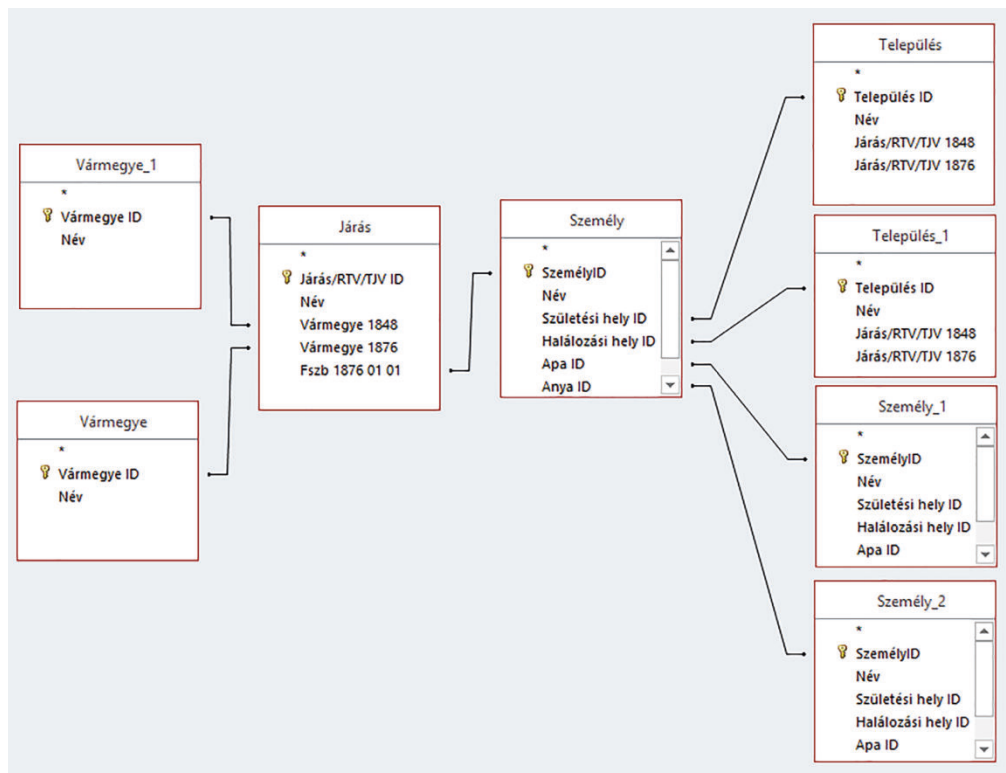 Vármegye_1
*
Vármegye ID
Név
Vármegye
*
Vármegye ID
Név
Járás
*
Járás/RTV/TJV ID
Név
Vármegye 1848
Vármegye 1876
Fszb 1876 01 01
Személy
*
SzemélyID
Név
Születési hely ID
Halálozási hely ID
Apa ID
Anya ID
Település
*
Település ID
Név
Járás/RTV/TJV 1848
Járás/RTV/TJV 1876
Település_1
*
Település ID
Név
Járás/RTV/TJV 1848
Járás/RTV/TJV 1876
Személy_1
*
SzemélyID
Név
Születési hely ID
Halálozási hely ID
Apa ID
Személy_2
*
SzemélyID
Név
Születési hely ID
Halálozási hely ID
Apa ID